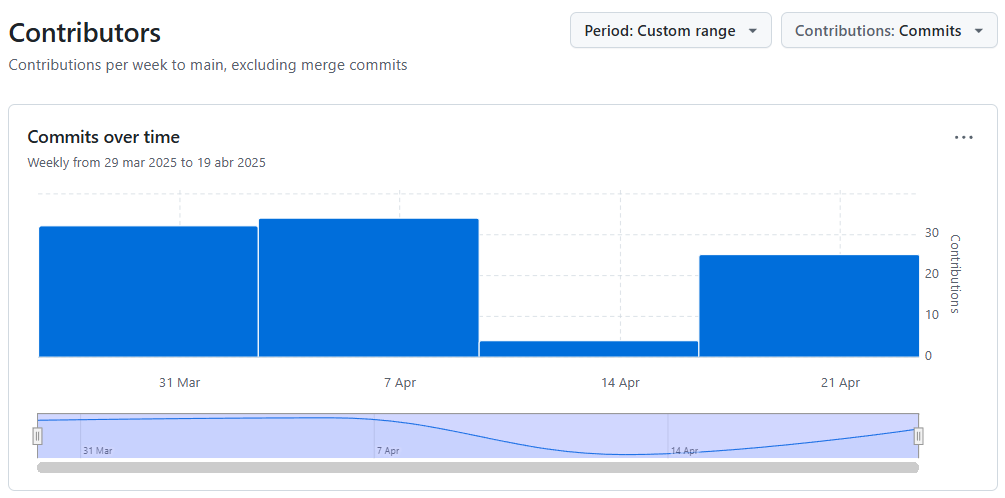 Contributors
Period: Custom range
Contributions: Commits
Contributions per week to main, excluding merge commits
Commits over time
Weekly from 29 mar 2025 to 19 abr 2025
30
20
10
0
Contributions
31 Mar
7 Apr
14 Apr
21 Apr
31 Mar
7 Apr
14 Apr